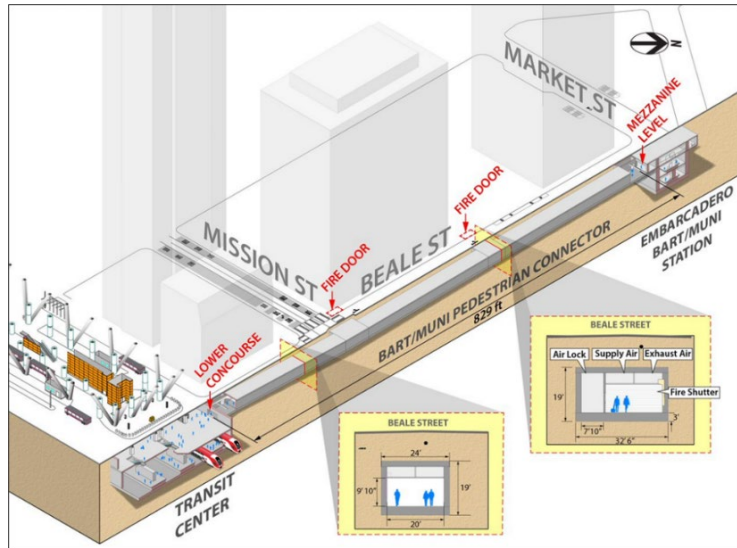 N
MARKET ST
MEZZANINE
LEVEL
FIRE DOOR
MISSION ST
FIRE DOOR
BEALE ST
BART/MUNI PEDESTRIAN CONNECTOR
829 ft
EMBARCADERO
BART/MUNI
STATION
LOWER
CONCOURSE
TRANSIT
CENTER
BEALE STREET
Air Lock
Supply Air
Exhaust Air
Fire Shutter
19'
3'
7' 10"
32' 6"
BEALE STREET
24'
9' 10"
19'
20'